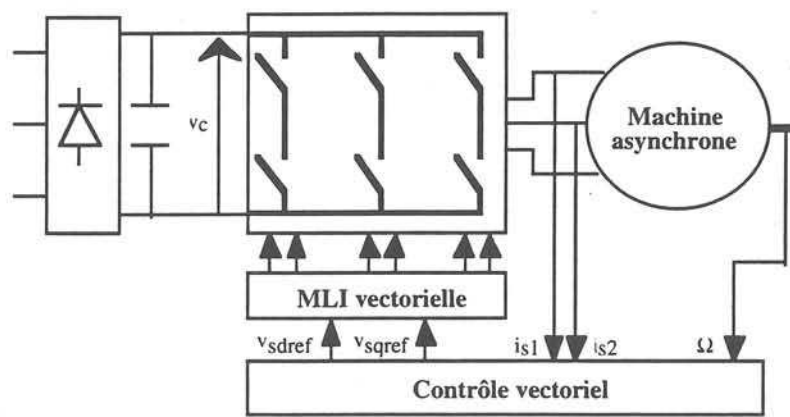 vc
Machine
asynchrone
MLI vectorielle
vsdref vsqref is1 is2 Ω
Contrôle vectoriel